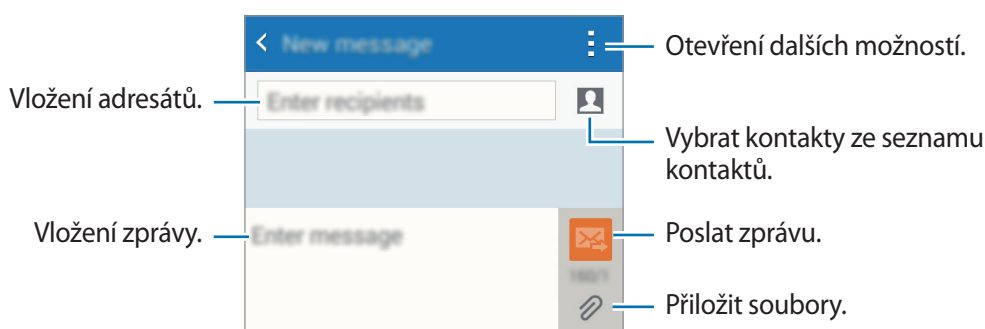 New message
Otevření dalších možností.
Vložení adresátů.
Enter recipients
Vybrat kontakty ze seznamu
kontaktů.
Vložení zprávy.
Enter message
Poslat zprávu.
160/1
Přiložit soubory.